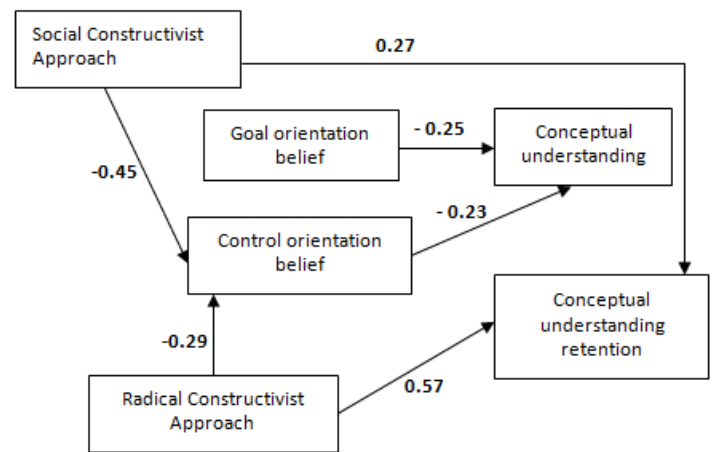 Social Constructivist
Approach
0.27
Goal orientation
belief
- 0.25
Conceptual
understanding
-0.45
- 0.23
Control orientation
belief
Conceptual
understanding
retention
-0.29
0.57
Radical Constructivist
Approach